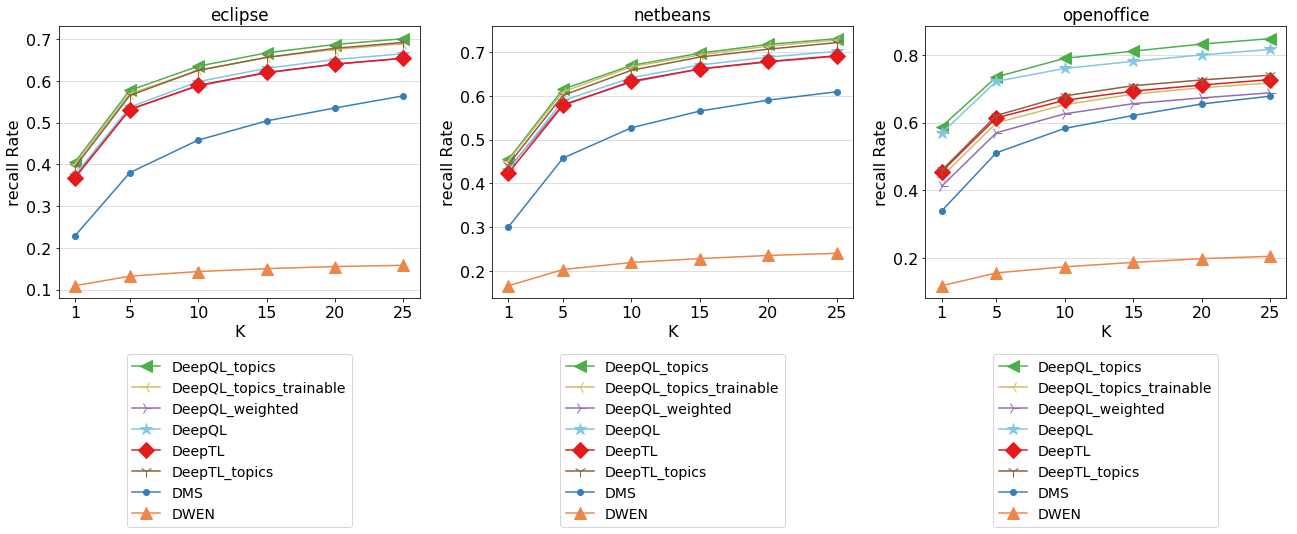 eclipse
recall Rate
0.7
0.6
0.5
0.4
0.3
0.2
0.1
1 5 10 15 20 25
K
DeepQL_topics
DeepQL_topics_trainable
DeepQL_weighted
DeepQL
DeepTL
DeepTL_topics
DMS
DWEN
netbeans
recall Rate
0.7
0.6
0.5
0.4
0.3
0.2
1 5 10 15 20 25
K
DeepQL_topics
DeepQL_topics_trainable
DeepQL_weighted
DeepQL
DeepTL
DeepTL_topics
DMS
DWEN
openoffice
recall Rate
0.8
0.6
0.4
0.2
1 5 10 15 20 25
K
DeepQL_topics
DeepQL_topics_trainable
DeepQL_weighted
DeepQL
DeepTL
DeepTL_topics
DMS
DWEN